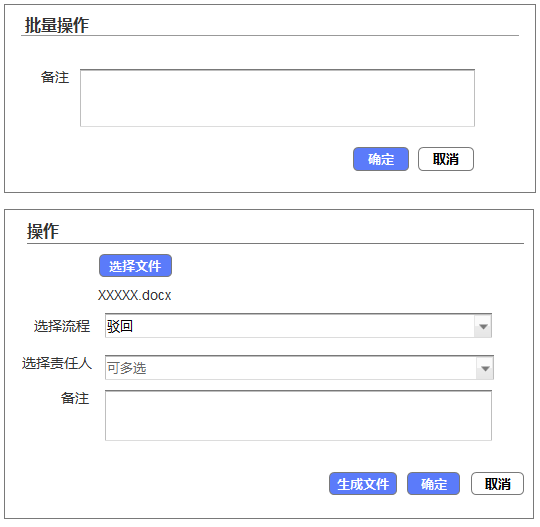 批量操作
备注
确定 取消
操作
选择文件
XXXXX.docx
选择流程 驳回
选择责任人 可多选
备注
生成文件 确定 取消